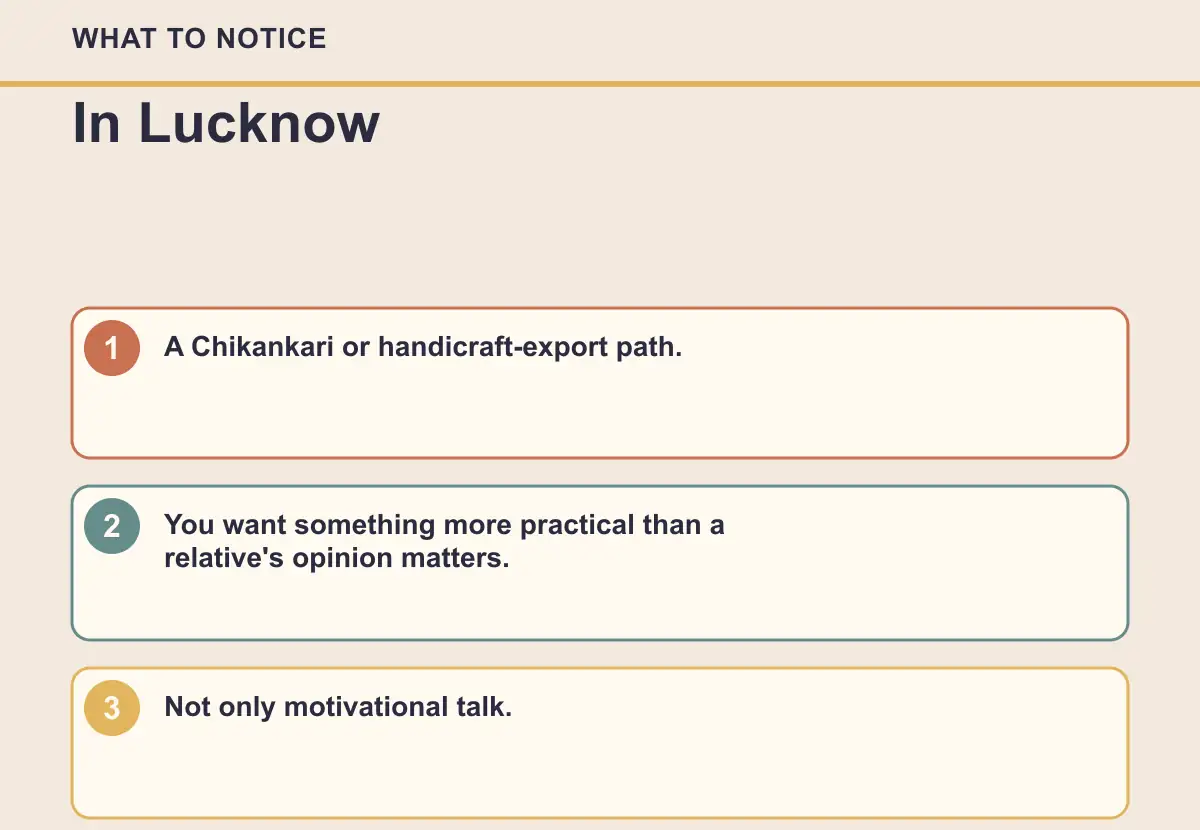 WHAT TO NOTICE
In Lucknow
1
A Chikankari or handicraft-export path.
2
You want something more practical than a
relative's opinion matters.
3
Not only motivational talk.